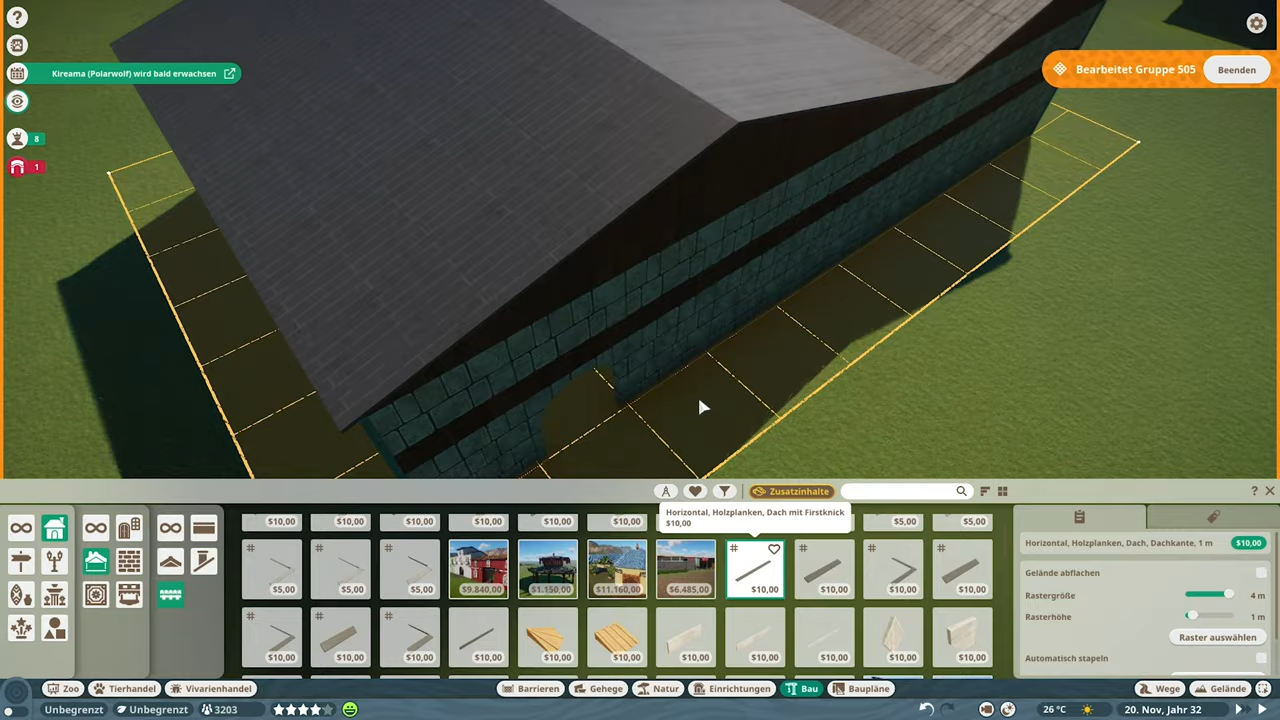 ?
Kireama (Polarwolf) wird bald erwachsen
8
1
Bearbeitet Gruppe 505
Beenden
Zusatzinhalte
?
Horizontal, Holzplanken, Dach mit Firstknick
$10,00
$10,00 $10,00 $10,00 $10,00 $10,00 $10,00 $5,00 $5,00
$5,00 $5,00 $5,00 $9.840,00 $1.150,00 $11.160,00 $6.485,00 $10,00 $10,00 $10,00 $10,00
$10,00 $10,00 $10,00 $10,00 $10,00 $10,00 $10,00 $10,00 $10,00 $10,00 $10,00
Horizontal, Holzplanken, Dach, Dachkante, 1 m $10,00
Gelände abflachen
Rastergröße 4 m
Rasterhöhe 1 m
Raster auswählen
Automatisch stapeln
Zoo Tierhandel Vivarienhandel Barrieren Gehege Natur Einrichtungen Bau Baupläne Wege Gelände
Unbegrenzt Unbegrenzt 3203 26 °C 20. Nov, Jahr 32